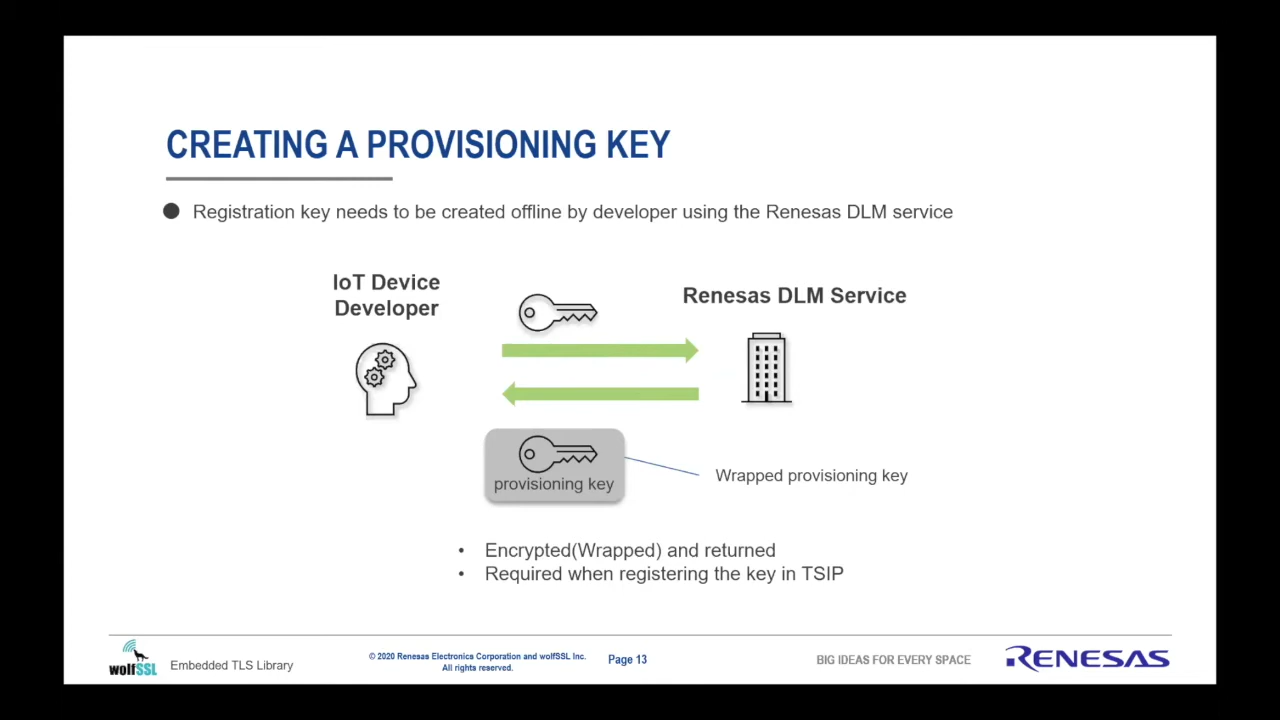 CREATING A PROVISIONING KEY
Registration key needs to be created offline by developer using the Renesas DLM service
IoT Device
Developer
Renesas DLM Service
provisioning key
Wrapped provisioning key
• Encrypted(Wrapped) and returned
• Required when registering the key in TSIP
wolfSSL
Embedded TLS Library
© 2020 Renesas Electronics Corporation and wolfSSL Inc.
All rights reserved.
Page 13
BIG IDEAS FOR EVERY SPACE
RENESAS